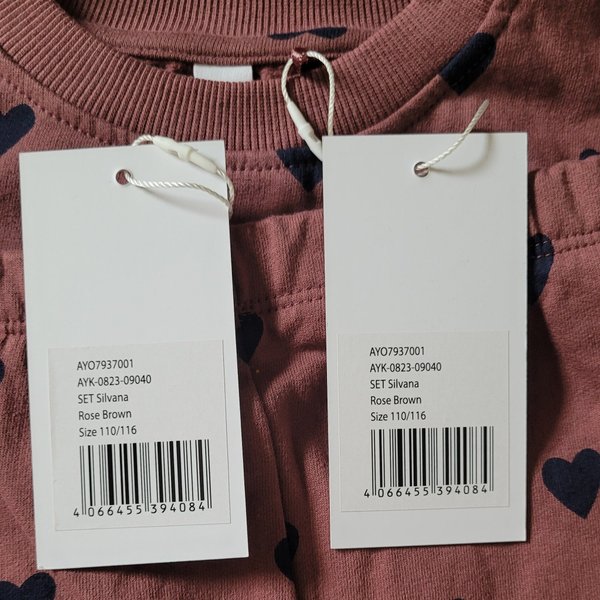 AYO7937001
AYK-0823-09040
SET Silvana
Rose Brown
Size 110/116
4 066455 394084
AYO7937001
AYK-0823-09040
SET Silvana
Rose Brown
Size 110/116
4 066455 394084